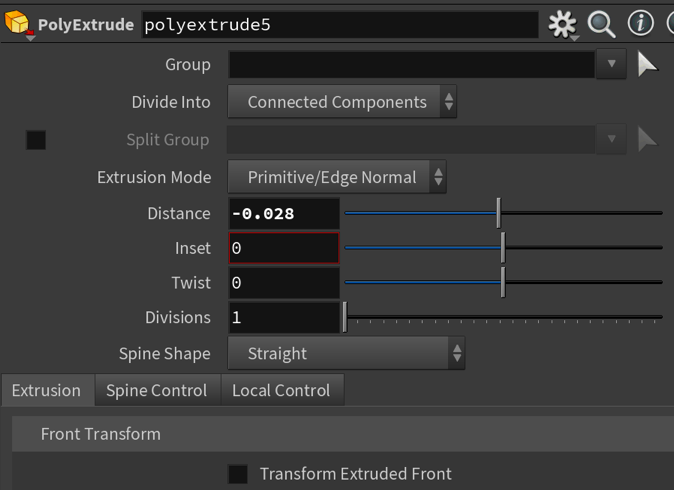 PolyExtrude polyextrude5
Group
Divide Into Connected Components
Split Group
Extrusion Mode Primitive/Edge Normal
Distance -0.028
Inset 0
Twist 0
Divisions 1
Spine Shape Straight
Extrusion Spine Control Local Control
Front Transform
Transform Extruded Front